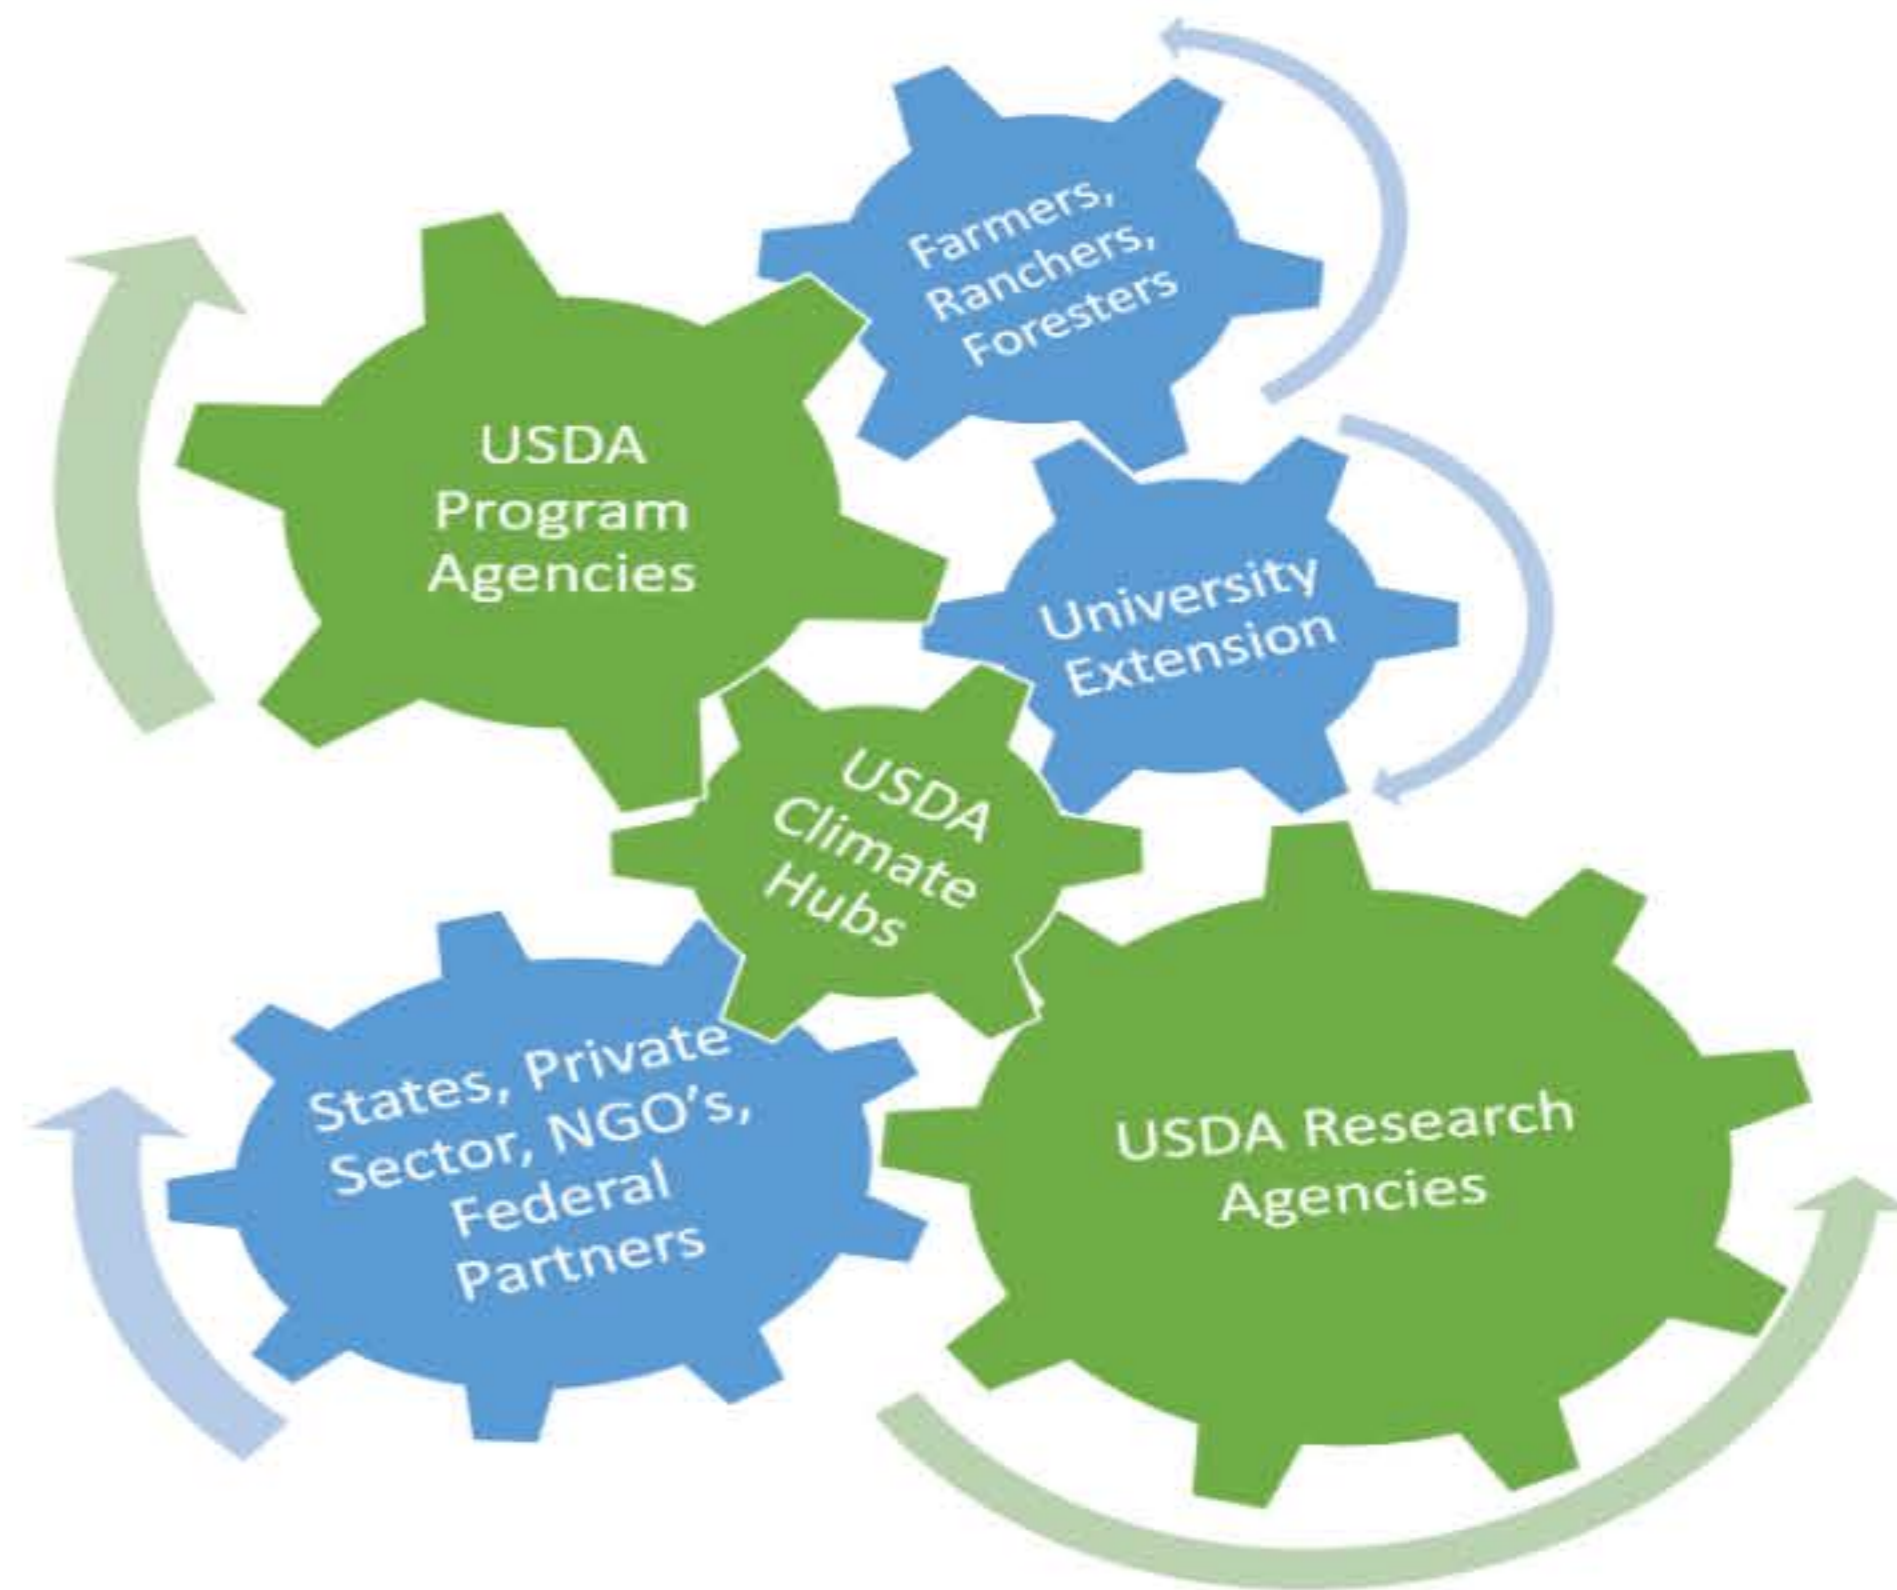 Farmers,
Ranchers,
Foresters
USDA
Program
Agencies
University
Extension
USDA
Climate
Hubs
States, Private
Sector, NGO’s,
Federal
Partners
USDA Research
Agencies